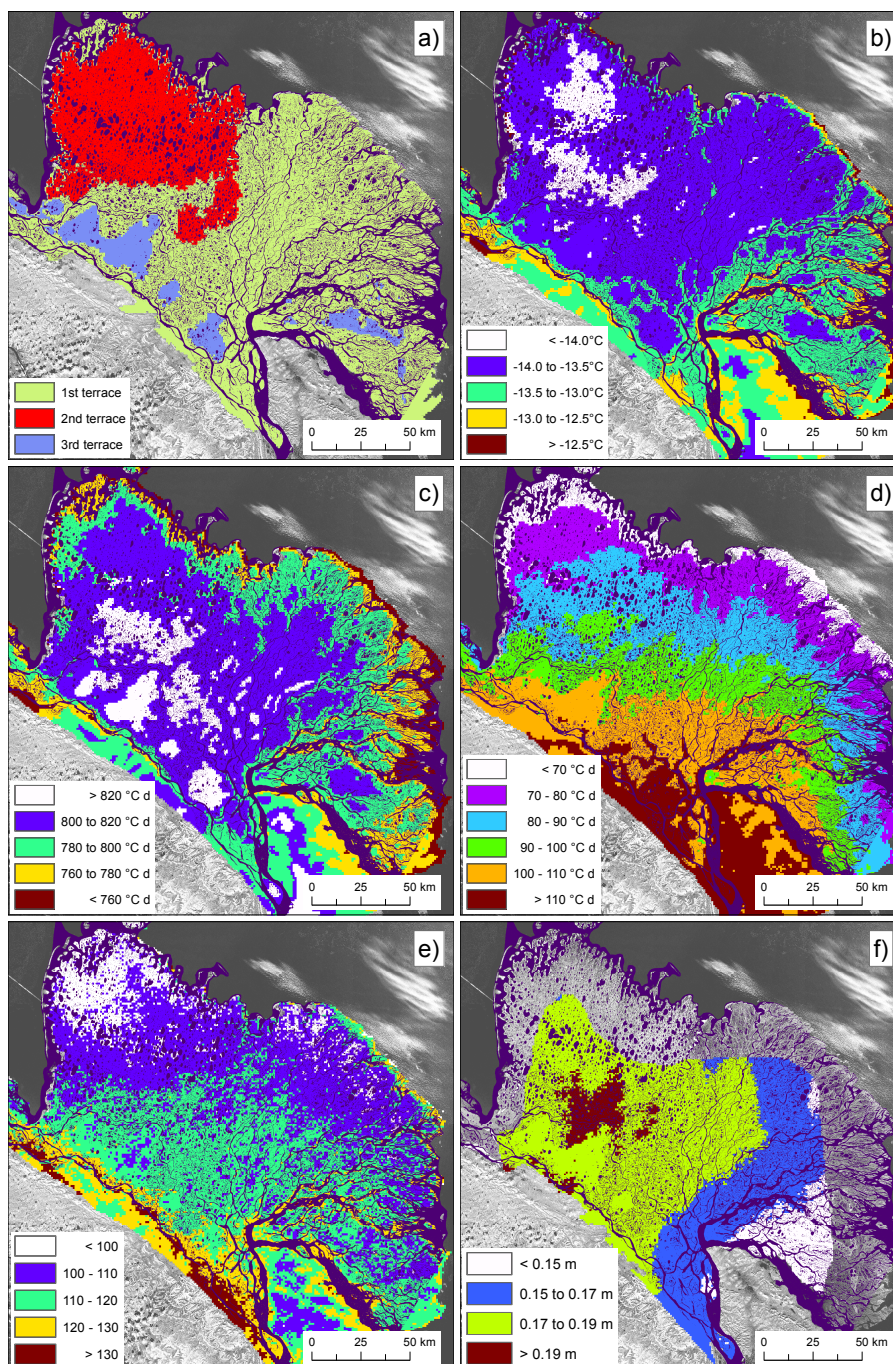 a)
1st terrace
2nd terrace
3rd terrace
0 25 50 km
b)
< -14.0°C
-14.0 to -13.5°C
-13.5 to -13.0°C
-13.0 to -12.5°C
> -12.5°C
0 25 50 km
c)
> 820 °C d
800 to 820 °C d
780 to 800 °C d
760 to 780 °C d
< 760 °C d
0 25 50 km
d)
< 70 °C d
70 - 80 °C d
80 - 90 °C d
90 - 100 °C d
100 - 110 °C d
> 110 °C d
0 25 50 km
e)
< 100
100 - 110
110 - 120
120 - 130
> 130
0 25 50 km
f)
< 0.15 m
0.15 to 0.17 m
0.17 to 0.19 m
> 0.19 m
0 25 50 km